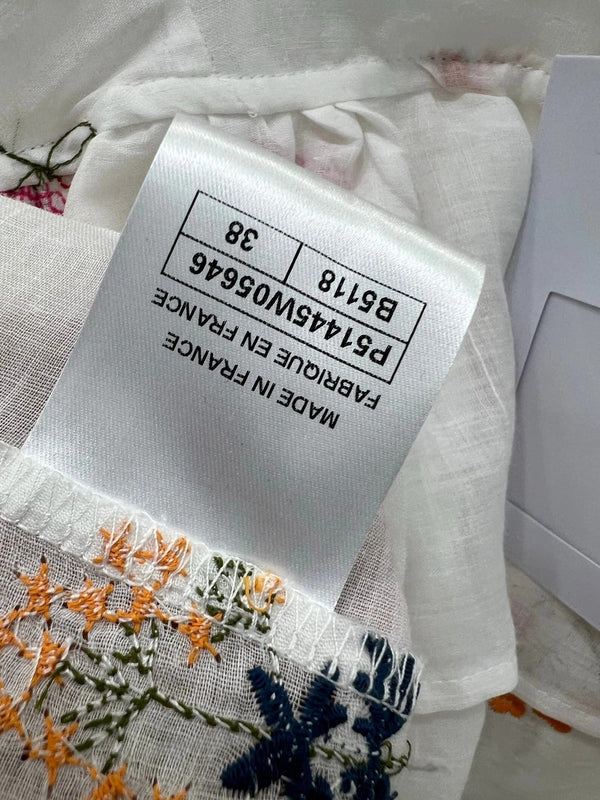 MADE IN FRANCE
FABRIQUE EN FRANCE
P51445W05646
B5118 38